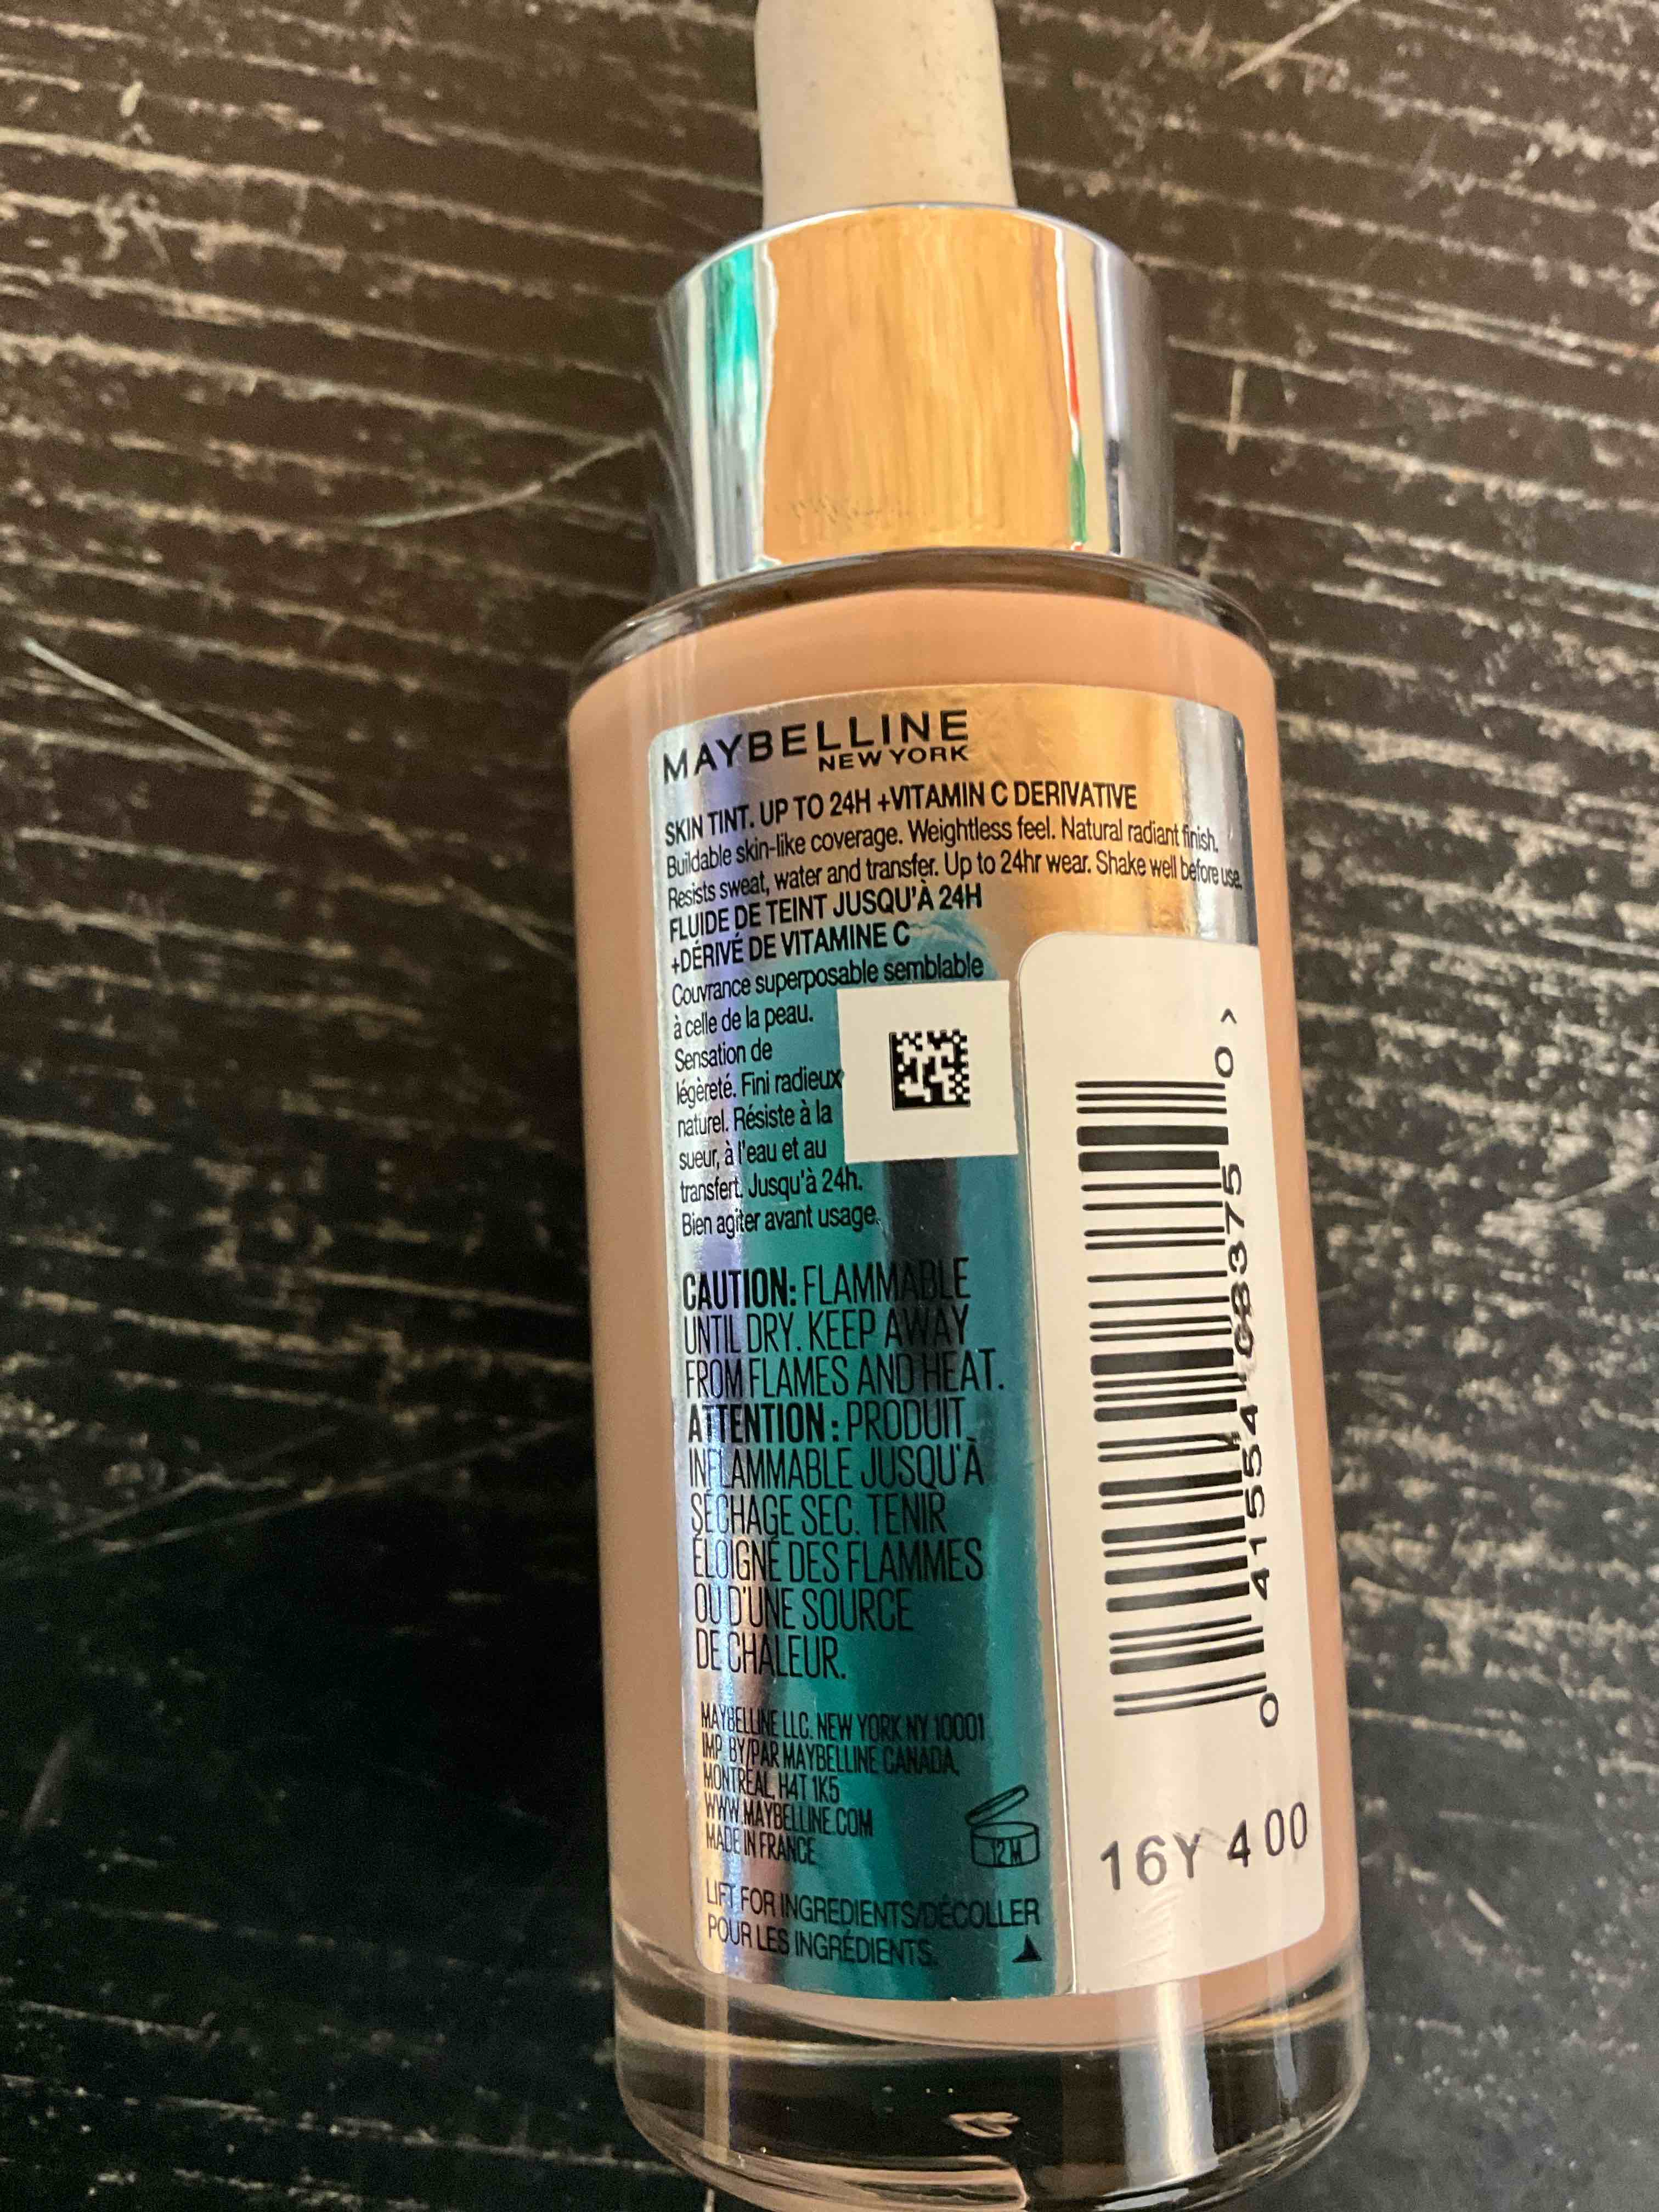 MAYBELLINE
NEW YORK
SKIN TINT. UP TO 24H +VITAMIN C DERIVATIVE
Buildable skin-like coverage. Weightless feel. Natural radiant finish.
Resists sweat, water and transfer. Up to 24hr wear. Shake well before use.
FLUIDE DE TEINT JUSQU'À 24H
+DÉRIVÉ DE VITAMINE C
Couvrance superposable semblable
à celle de la peau.
Sensation de
légèreté. Fini radieux
naturel. Résiste à la
sueur, à l'eau et au
transfert. Jusqu'à 24h.
Bien agiter avant usage.
CAUTION: FLAMMABLE
UNTIL DRY. KEEP AWAY
FROM FLAMES AND HEAT.
ATTENTION : PRODUIT
INFLAMMABLE JUSQU'À
SÉCHAGE SEC. TENIR
ÉLOIGNÉ DES FLAMMES
OU D'UNE SOURCE
DE CHALEUR.
MAYBELLINE LLC. NEW YORK NY 10001
IMP. BY/PAR MAYBELLINE CANADA,
MONTRÉAL, H4T 1K5
WWW.MAYBELLINE.COM
MADE IN FRANCE
12 M
LIFT FOR INGREDIENTS/DÉCOLLER
POUR LES INGRÉDIENTS.
0 41554 08375 0 >
16Y 400